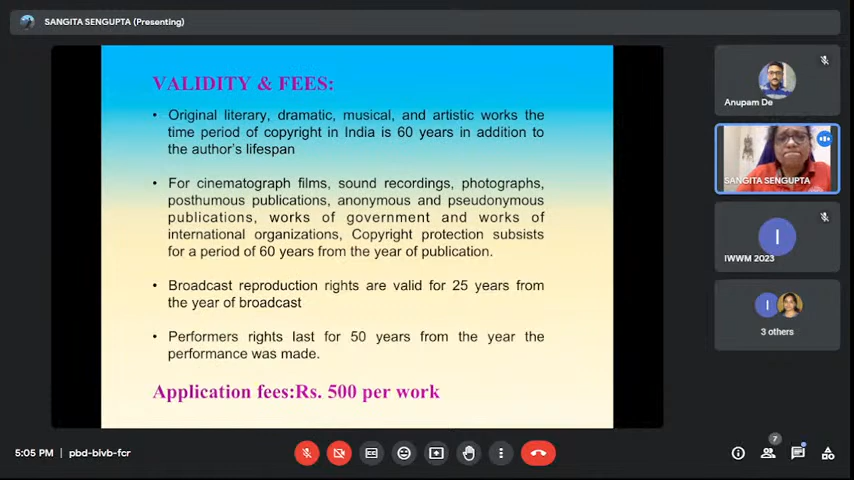 SANGITA SENGUPTA (Presenting)
VALIDITY & FEES:
• Original literary, dramatic, musical, and artistic works the
time period of copyright in India is 60 years in addition to
the author's lifespan
• For cinematograph films, sound recordings, photographs,
posthumous publications, anonymous and pseudonymous
publications, works of government and works of
international organizations, Copyright protection subsists
for a period of 60 years from the year of publication.
• Broadcast reproduction rights are valid for 25 years from
the year of broadcast
• Performers rights last for 50 years from the year the
performance was made.
Application fees:Rs. 500 per work
Anupam De
SANGITA SENGUPTA
I
IWWM 2023
I
3 others
5:05 PM | pbd-bivb-fcr
7